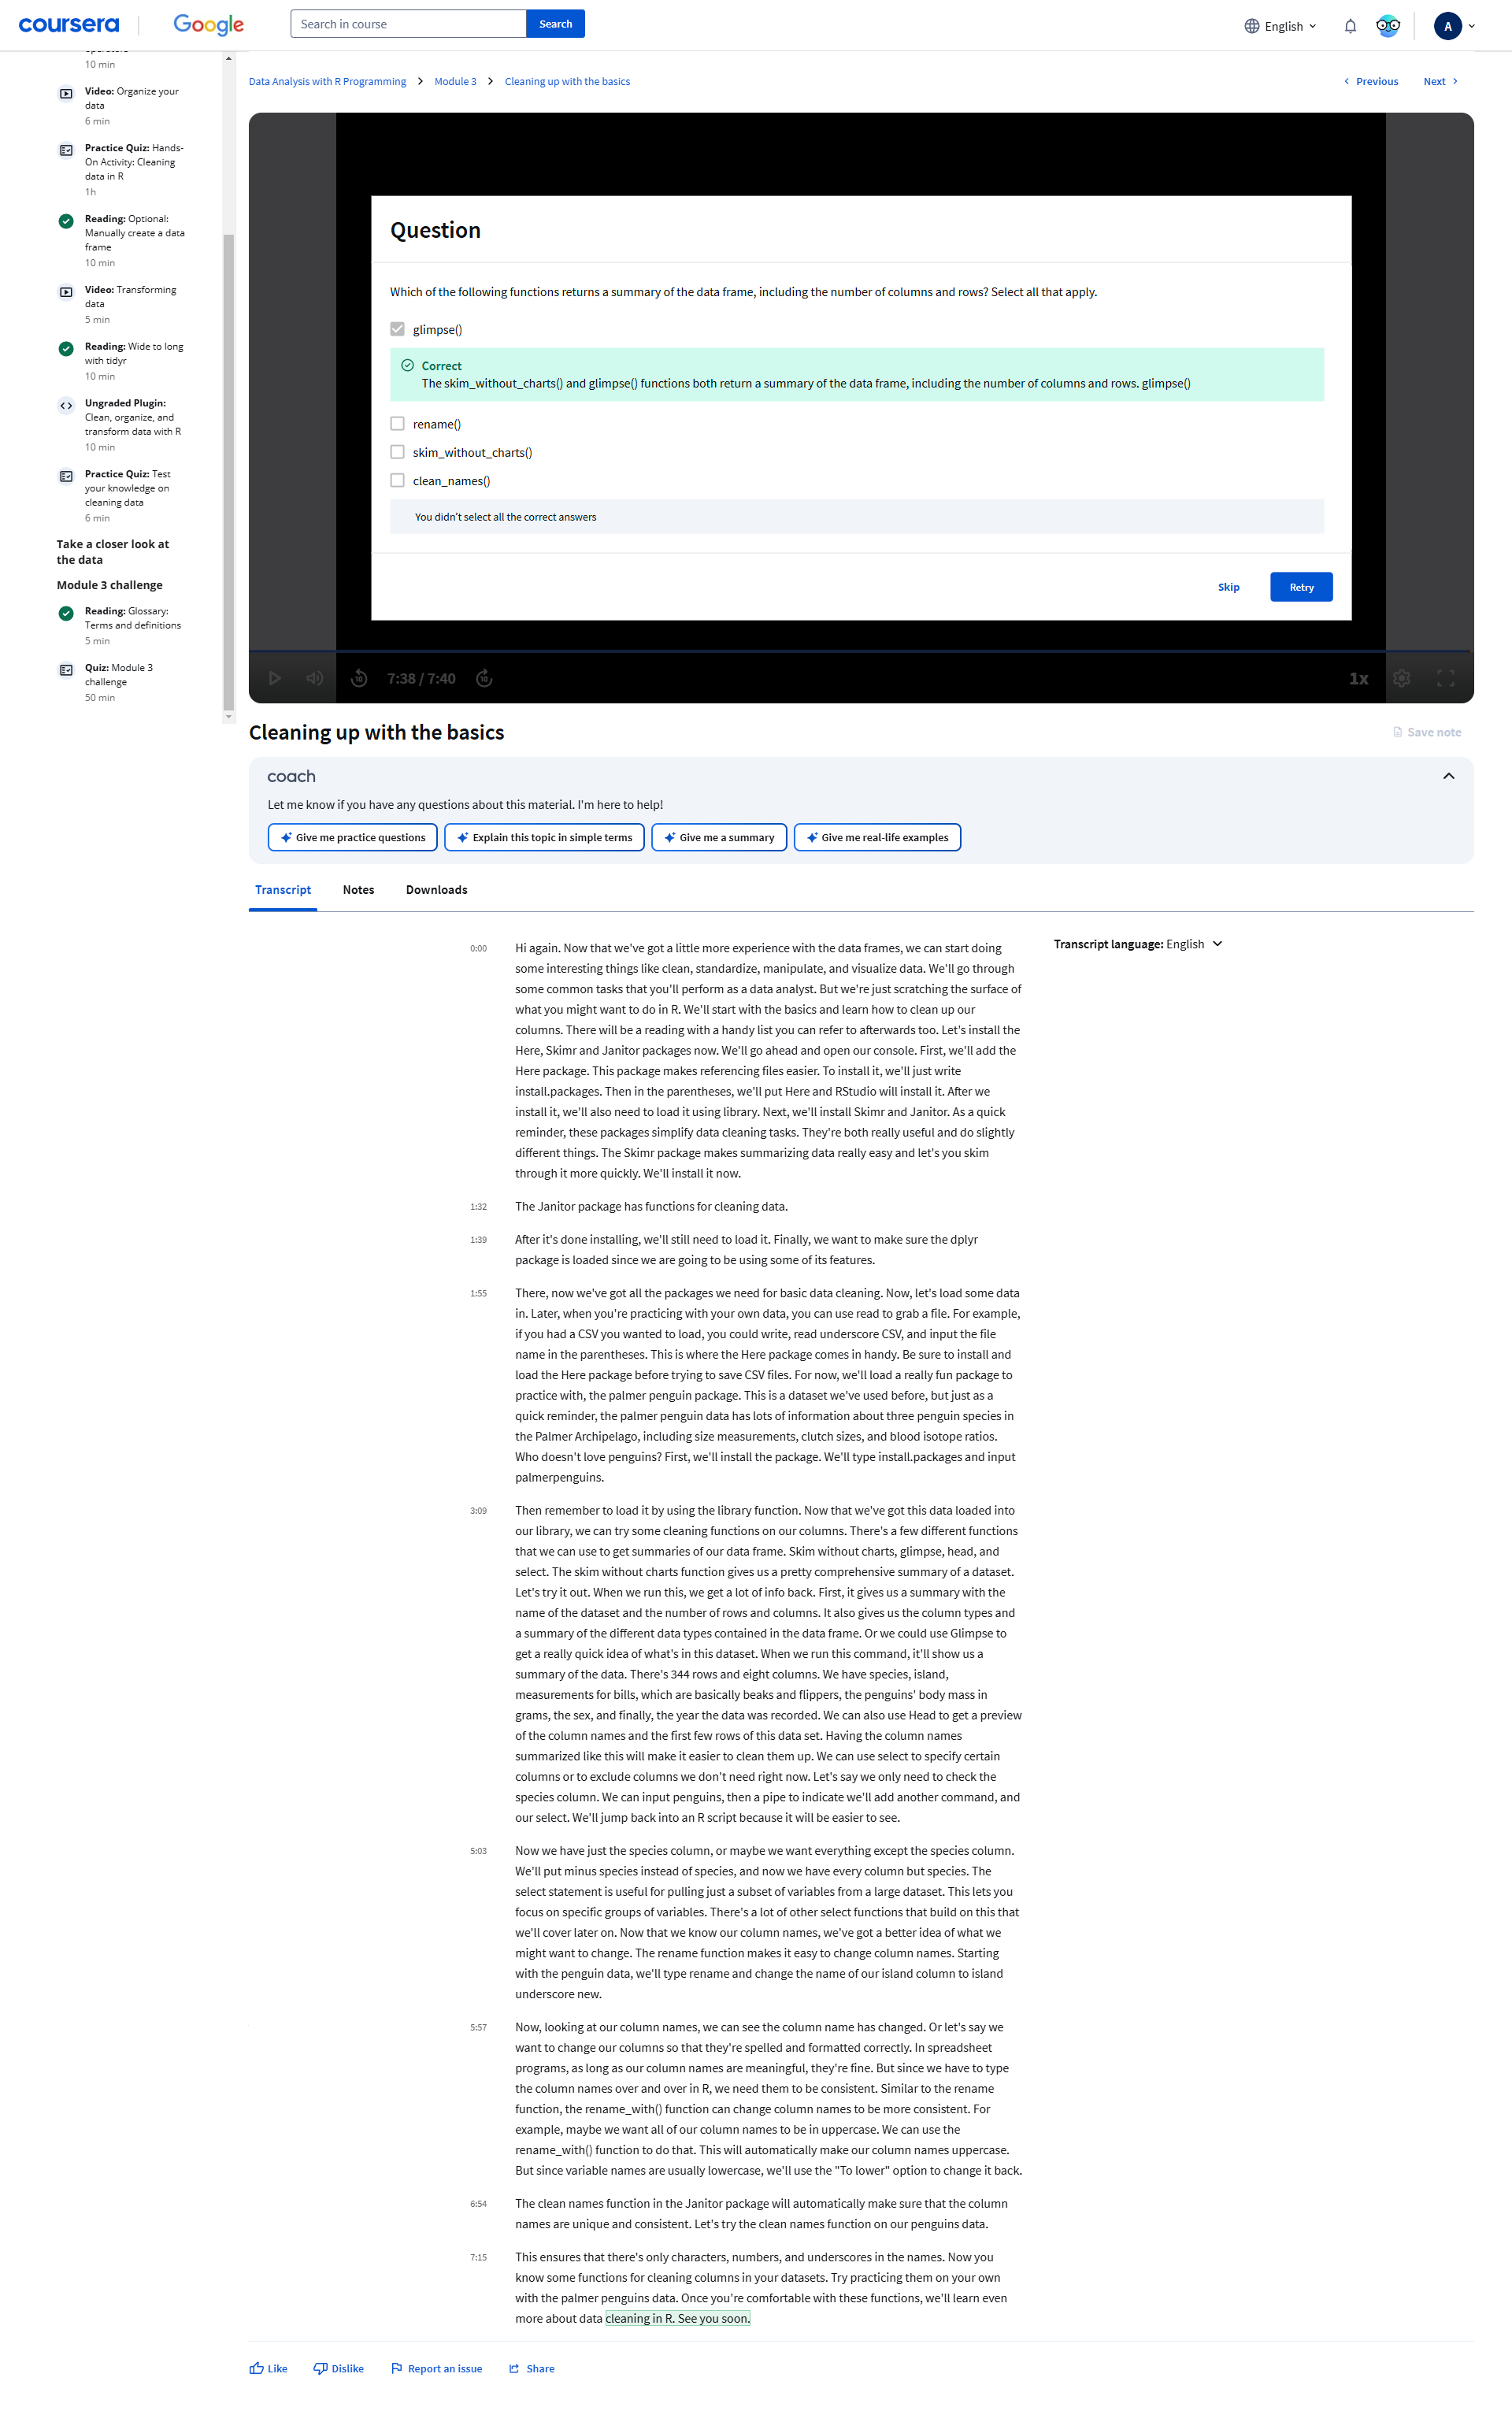 coursera
Google
Search in course
Search
English
A
operators
10 min
Video: Organize your
data
6 min
Practice Quiz: Hands-
On Activity: Cleaning
data in R
1h
Reading: Optional:
Manually create a data
frame
10 min
Video: Transforming
data
5 min
Reading: Wide to long
with tidyr
10 min
Ungraded Plugin:
Clean, organize, and
transform data with R
10 min
Practice Quiz: Test
your knowledge on
cleaning data
6 min
Take a closer look at
the data
Module 3 challenge
Reading: Glossary:
Terms and definitions
5 min
Quiz: Module 3
challenge
50 min
Data Analysis with R Programming > Module 3 > Cleaning up with the basics
Previous
Next
Question
Which of the following functions returns a summary of the data frame, including the number of columns and rows? Select all that apply.
glimpse()
Correct
The skim_without_charts() and glimpse() functions both return a summary of the data frame, including the number of columns and rows. glimpse()
rename()
skim_without_charts()
clean_names()
You didn't select all the correct answers
Skip
Retry
10
7:38 / 7:40
10
1x
Cleaning up with the basics
Save note
coach
Let me know if you have any questions about this material. I'm here to help!
Give me practice questions
Explain this topic in simple terms
Give me a summary
Give me real-life examples
Transcript
Notes
Downloads
Transcript language: English
0:00
Hi again. Now that we've got a little more experience with the data frames, we can start doing
some interesting things like clean, standardize, manipulate, and visualize data. We'll go through
some common tasks that you'll perform as a data analyst. But we're just scratching the surface of
what you might want to do in R. We'll start with the basics and learn how to clean up our
columns. There will be a reading with a handy list you can refer to afterwards too. Let's install the
Here, Skimr and Janitor packages now. We'll go ahead and open our console. First, we'll add the
Here package. This package makes referencing files easier. To install it, we'll just write
install.packages. Then in the parentheses, we'll put Here and RStudio will install it. After we
install it, we'll also need to load it using library. Next, we'll install Skimr and Janitor. As a quick
reminder, these packages simplify data cleaning tasks. They're both really useful and do slightly
different things. The Skimr package makes summarizing data really easy and let's you skim
through it more quickly. We'll install it now.
1:32
The Janitor package has functions for cleaning data.
1:39
After it's done installing, we'll still need to load it. Finally, we want to make sure the dplyr
package is loaded since we are going to be using some of its features.
1:55
There, now we've got all the packages we need for basic data cleaning. Now, let's load some data
in. Later, when you're practicing with your own data, you can use read to grab a file. For example,
if you had a CSV you wanted to load, you could write, read underscore CSV, and input the file
name in the parentheses. This is where the Here package comes in handy. Be sure to install and
load the Here package before trying to save CSV files. For now, we'll load a really fun package to
practice with, the palmer penguin package. This is a dataset we've used before, but just as a
quick reminder, the palmer penguin data has lots of information about three penguin species in
the Palmer Archipelago, including size measurements, clutch sizes, and blood isotope ratios.
Who doesn't love penguins? First, we'll install the package. We'll type install.packages and input
palmerpenguins.
3:09
Then remember to load it by using the library function. Now that we've got this data loaded into
our library, we can try some cleaning functions on our columns. There's a few different functions
that we can use to get summaries of our data frame. Skim without charts, glimpse, head, and
select. The skim without charts function gives us a pretty comprehensive summary of a dataset.
Let's try it out. When we run this, we get a lot of info back. First, it gives us a summary with the
name of the dataset and the number of rows and columns. It also gives us the column types and
a summary of the different data types contained in the data frame. Or we could use Glimpse to
get a really quick idea of what's in this dataset. When we run this command, it'll show us a
summary of the data. There's 344 rows and eight columns. We have species, island,
measurements for bills, which are basically beaks and flippers, the penguins' body mass in
grams, the sex, and finally, the year the data was recorded. We can also use Head to get a preview
of the column names and the first few rows of this data set. Having the column names
summarized like this will make it easier to clean them up. We can use select to specify certain
columns or to exclude columns we don't need right now. Let's say we only need to check the
species column. We can input penguins, then a pipe to indicate we'll add another command, and
our select. We'll jump back into an R script because it will be easier to see.
5:03
Now we have just the species column, or maybe we want everything except the species column.
We'll put minus species instead of species, and now we have every column but species. The
select statement is useful for pulling just a subset of variables from a large dataset. This lets you
focus on specific groups of variables. There's a lot of other select functions that build on this that
we'll cover later on. Now that we know our column names, we've got a better idea of what we
might want to change. The rename function makes it easy to change column names. Starting
with the penguin data, we'll type rename and change the name of our island column to island
underscore new.
5:57
Now, looking at our column names, we can see the column name has changed. Or let's say we
want to change our columns so that they're spelled and formatted correctly. In spreadsheet
programs, as long as our column names are meaningful, they're fine. But since we have to type
the column names over and over in R, we need them to be consistent. Similar to the rename
function, the rename_with() function can change column names to be more consistent. For
example, maybe we want all of our column names to be in uppercase. We can use the
rename_with() function to do that. This will automatically make our column names uppercase.
But since variable names are usually lowercase, we'll use the "To lower" option to change it back.
6:54
The clean names function in the Janitor package will automatically make sure that the column
names are unique and consistent. Let's try the clean names function on our penguins data.
7:15
This ensures that there's only characters, numbers, and underscores in the names. Now you
know some functions for cleaning columns in your datasets. Try practicing them on your own
with the palmer penguins data. Once you're comfortable with these functions, we'll learn even
more about data cleaning in R. See you soon.
Like
Dislike
Report an issue
Share